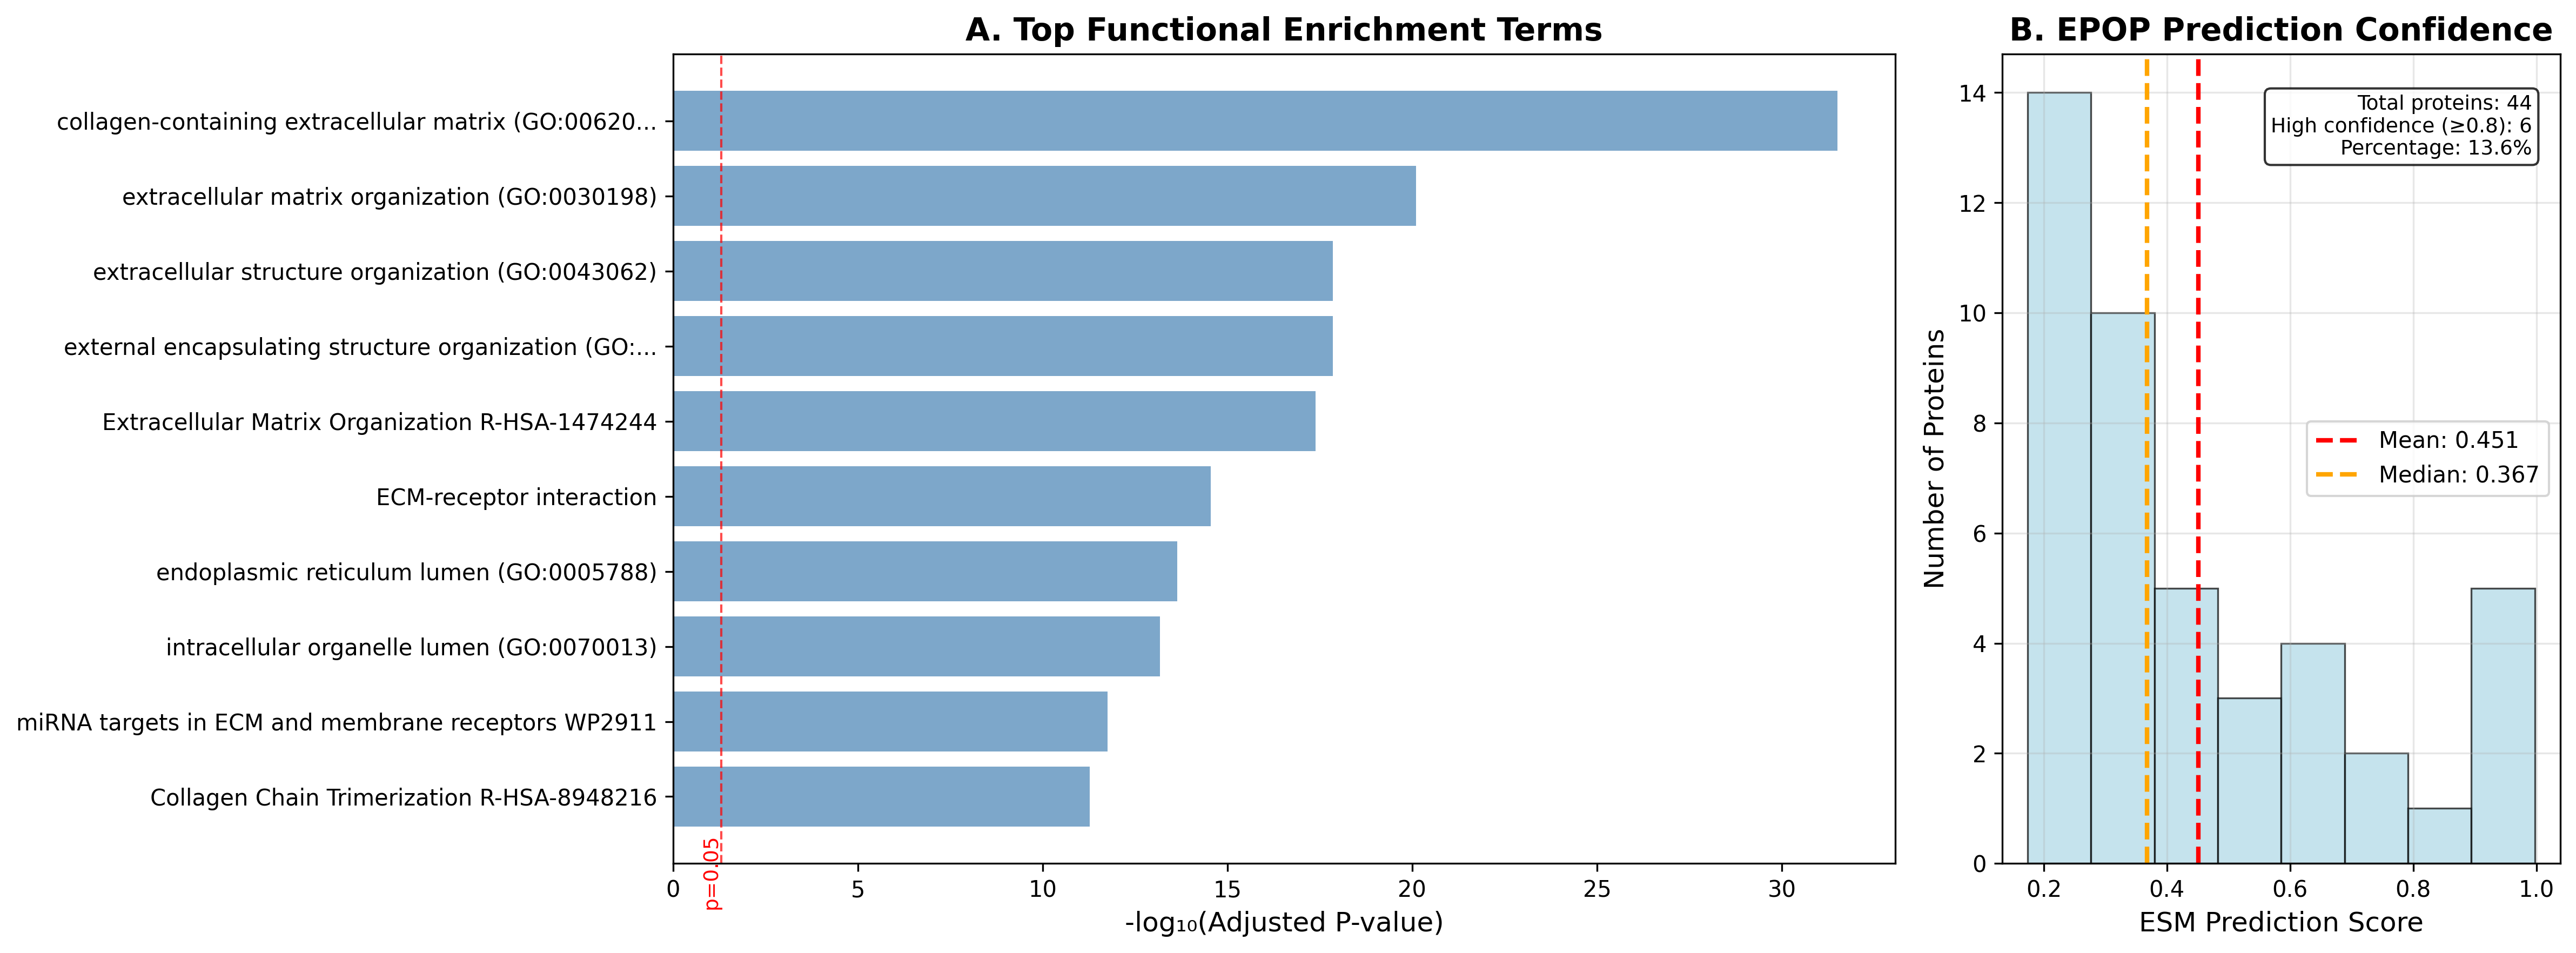 A. Top Functional Enrichment Terms
collagen-containing extracellular matrix (GO:00620...
extracellular matrix organization (GO:0030198)
extracellular structure organization (GO:0043062)
external encapsulating structure organization (GO:...
Extracellular Matrix Organization R-HSA-1474244
ECM-receptor interaction
endoplasmic reticulum lumen (GO:0005788)
intracellular organelle lumen (GO:0070013)
miRNA targets in ECM and membrane receptors WP2911
Collagen Chain Trimerization R-HSA-8948216
p=0.05
0 5 10 15 20 25 30
-log₁₀(Adjusted P-value)
B. EPOP Prediction Confidence
Number of Proteins
14
12
10
8
6
4
2
0
Total proteins: 44
High confidence (≥0.8): 6
Percentage: 13.6%
Mean: 0.451
Median: 0.367
0.2 0.4 0.6 0.8 1.0
ESM Prediction Score